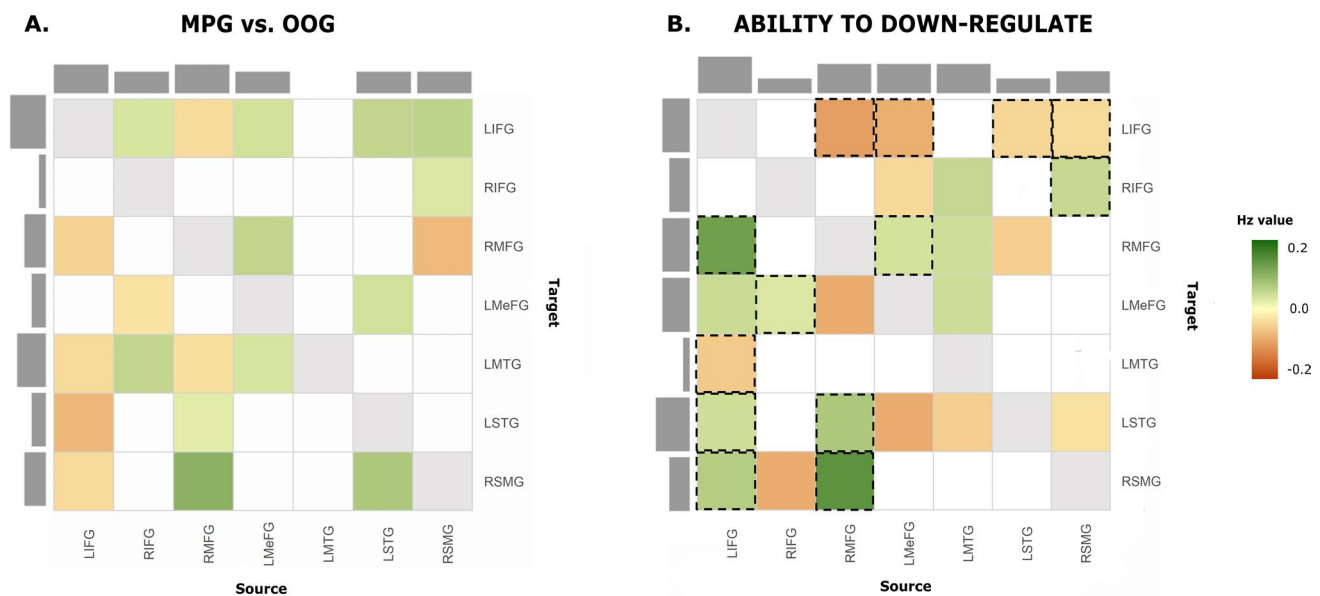 A. MPG vs. OOG
B. ABILITY TO DOWN-REGULATE
LIFG
RIFG
RMFG
LMeFG
LMTG
LSTG
RSMG
Target
LIFG
RIFG
RMFG
LMeFG
LMTG
LSTG
RSMG
Source
LIFG
RIFG
RMFG
LMeFG
LMTG
LSTG
RSMG
Target
LIFG
RIFG
RMFG
LMeFG
LMTG
LSTG
RSMG
Source
Hz value
0.2
0.0
-0.2